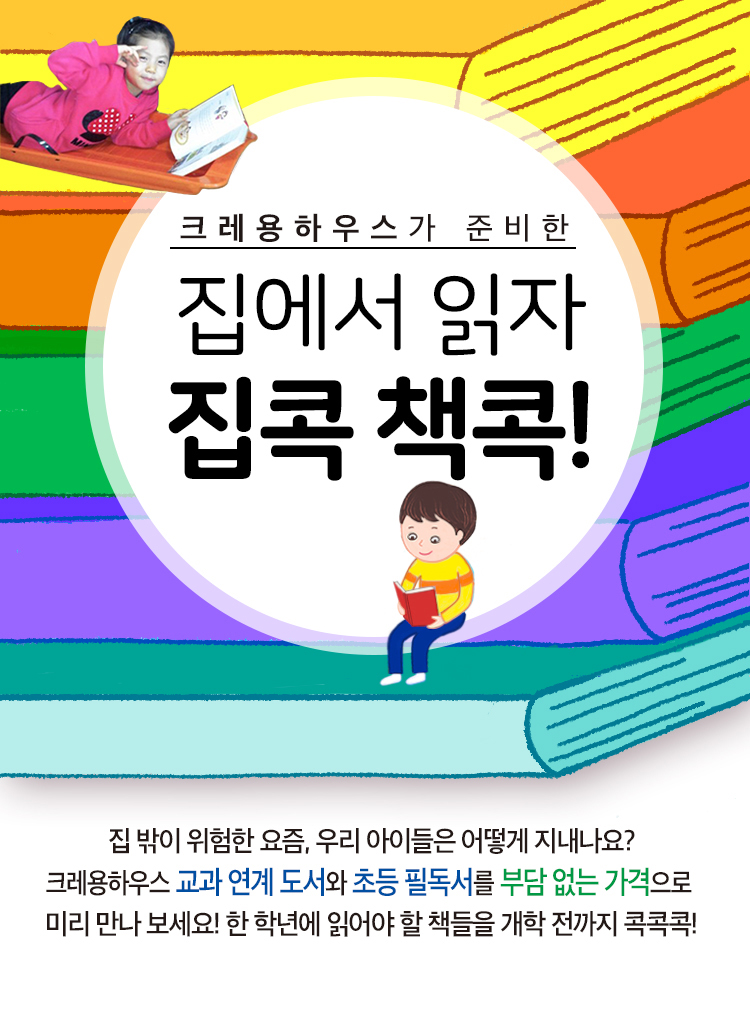 크레용하우스가 준비한
집에서 읽자
집콕 책콕!
집 밖이 위험한 요즘, 우리 아이들은 어떻게 지내나요?
크레용하우스 교과 연계 도서와 초등 필독서를 부담 없는 가격으로
미리 만나 보세요! 한 학년에 읽어야 할 책들을 개학 전까지 콕콕콕!